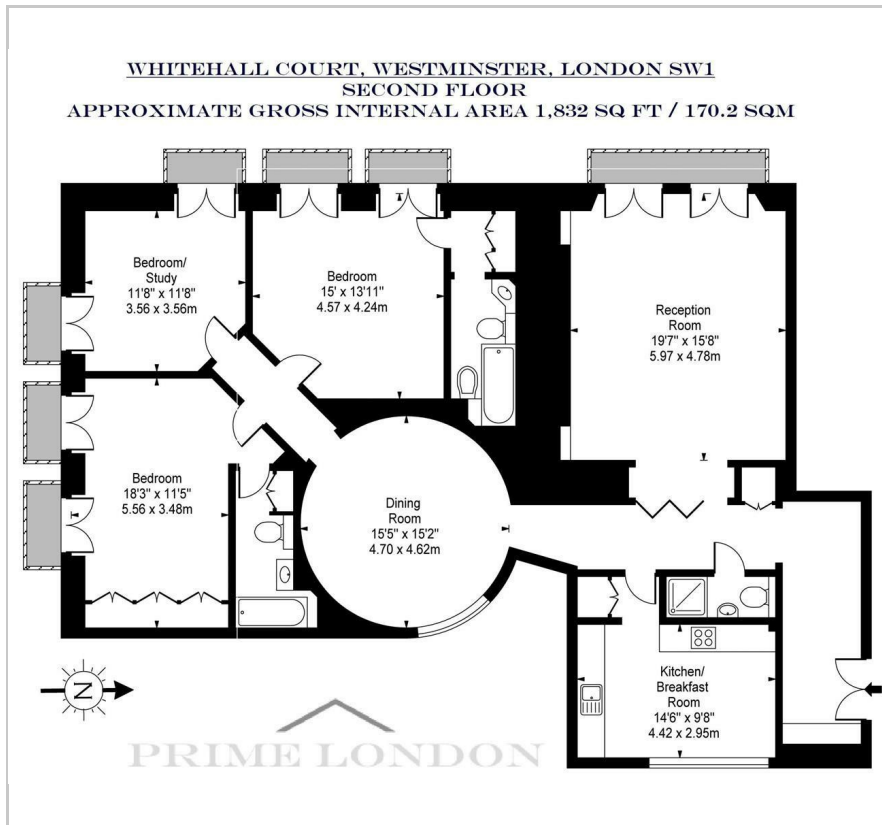 WHITEHALL COURT, WESTMINSTER, LONDON SW1
SECOND FLOOR
APPROXIMATE GROSS INTERNAL AREA 1,832 SQ FT / 170.2 SQM
Bedroom/
Study
11'8" x 11'8"
3.56 x 3.56m
Bedroom
15' x 13'11"
4.57 x 4.24m
Reception
Room
19'7" x 15'8"
5.97 x 4.78m
Bedroom
18'3" x 11'5"
5.56 x 3.48m
Dining
Room
15'5" x 15'2"
4.70 x 4.62m
Kitchen/
Breakfast
Room
14'6" x 9'8"
4.42 x 2.95m
N
PRIME LONDON